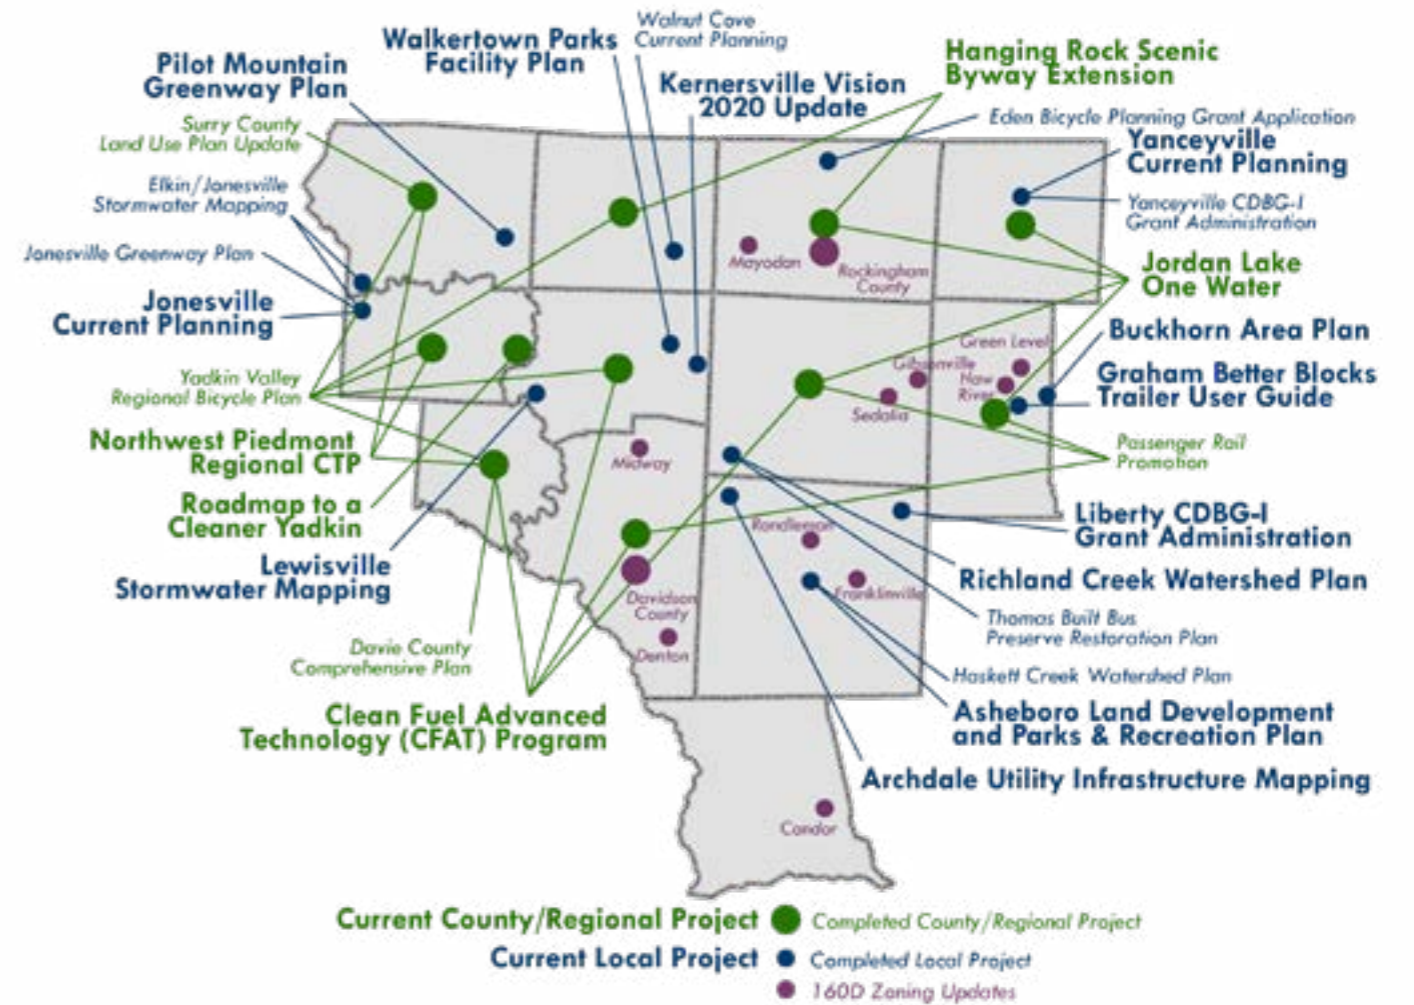 Walnut Cove
Current Planning
Walkertown Parks
Facility Plan
Pilot Mountain
Greenway Plan
Kernersville Vision
2020 Update
Hanging Rock Scenic
Byway Extension
Eden Bicycle Planning Grant Application
Yanceyville
Current Planning
Surry County
Land Use Plan Update
Elkin/Jonesville
Stormwater Mapping
Yanceyville CDBG-I
Grant Administration
Jonesville Greenway Plan
Mayodan
Rockingham
County
Jordan Lake
One Water
Jonesville
Current Planning
Buckhorn Area Plan
Green Level
Gibsonville
Haw
River
Sedalia
Graham Better Blocks
Trailer User Guide
Yadkin Valley
Regional Bicycle Plan
Northwest Piedmont
Regional CTP
Passenger Rail
Promotion
Midway
Roadmap to a
Cleaner Yadkin
Liberty CDBG-I
Grant Administration
Randleman
Lewisville
Stormwater Mapping
Richland Creek Watershed Plan
Franklinville
Davidson
County
Thomas Built Bus
Preserve Restoration Plan
Denton
Davie County
Comprehensive Plan
Haskett Creek Watershed Plan
Clean Fuel Advanced
Technology (CFAT) Program
Asheboro Land Development
and Parks & Recreation Plan
Archdale Utility Infrastructure Mapping
Candor
Current County/Regional Project Completed County/Regional Project
Current Local Project Completed Local Project
160D Zoning Updates